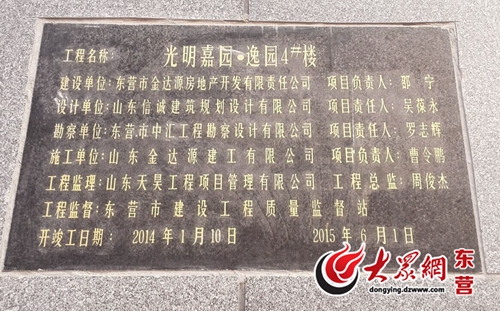 工程名称: 光明嘉园·逸园4#楼
建设单位: 东营市金达源房地产开发有限责任公司 项目负责人: 邵宁
设计单位: 山东信诚建筑规划设计有限公司 项目责任人: 吴葆永
勘察单位: 东营市中汇工程勘察设计有限公司 项目责任人: 罗志辉
施工单位: 山东金达源建工有限公司 项目负责人: 曹令鹏
工程监理: 山东天昊工程项目管理有限公司 工程总监: 周俊杰
工程监督: 东营市建设工程质量监督站
开竣工日期: 2014年1月10日 2015年6月1日
大眾網 东营
dongying.dzwww.com